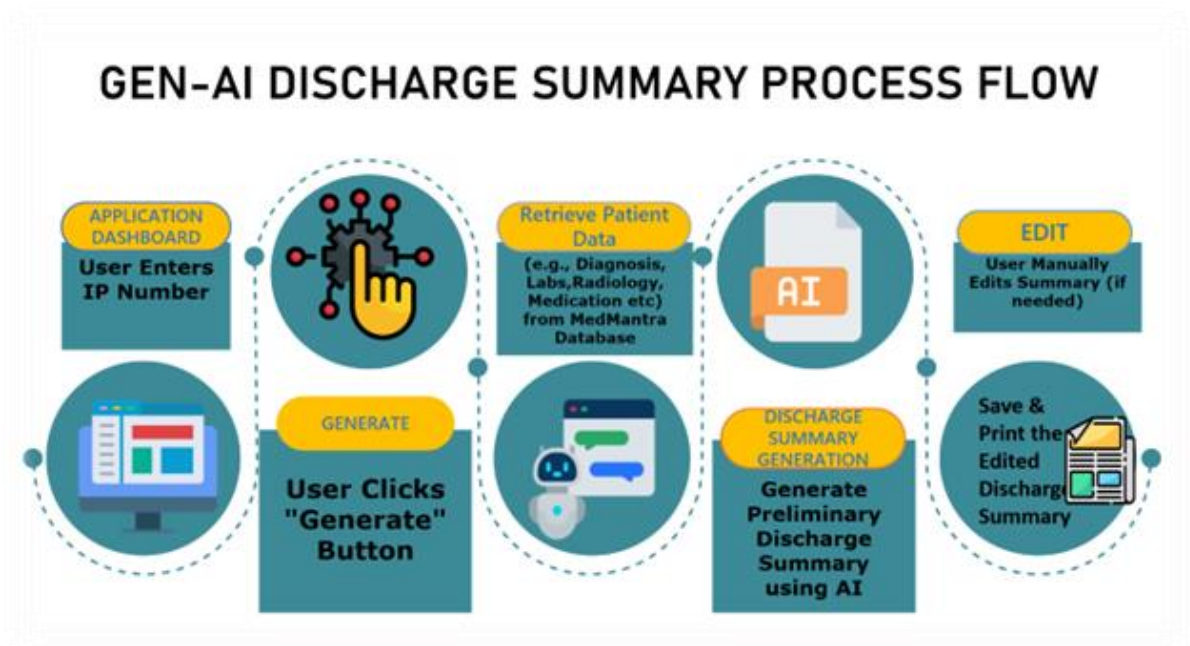 GEN-AI DISCHARGE SUMMARY PROCESS FLOW
APPLICATION
DASHBOARD
User Enters
IP Number
GENERATE
User Clicks
"Generate"
Button
Retrieve Patient
Data
(e.g., Diagnosis,
Labs,Radiology,
Medication etc)
from MedMantra
Database
AI
DISCHARGE
SUMMARY
GENERATION
Generate
Preliminary
Discharge
Summary
using AI
EDIT
User Manually
Edits Summary (if
needed)
Save &
Print the
Edited
Discharge
Summary